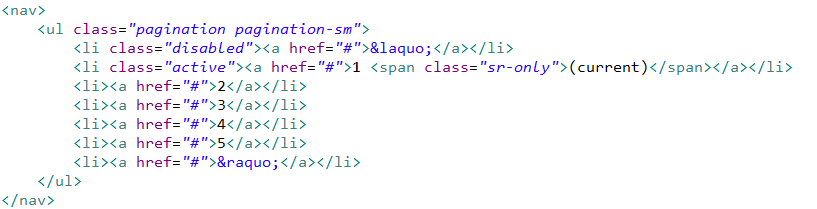 <nav>
    <ul class="pagination pagination-sm">
        <li class="disabled"><a href="#">&laquo;</a></li>
        <li class="active"><a href="#">1 <span class="sr-only">(current)</span></a></li>
        <li><a href="#">2</a></li>
        <li><a href="#">3</a></li>
        <li><a href="#">4</a></li>
        <li><a href="#">5</a></li>
        <li><a href="#">&raquo;</a></li>
    </ul>
</nav>